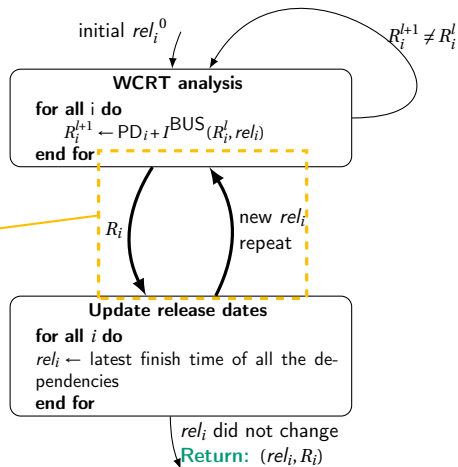 initial rel_i^0
R_i^{l+1} ≠ R_i^l
WCRT analysis
for all i do
R_i^{l+1} ← PD_i + I^{BUS}(R_i^l, rel_i)
end for
R_i
new rel_i
repeat
Update release dates
for all i do
rel_i ← latest finish time of all the de-
pendencies
end for
rel_i did not change
Return: (rel_i, R_i)